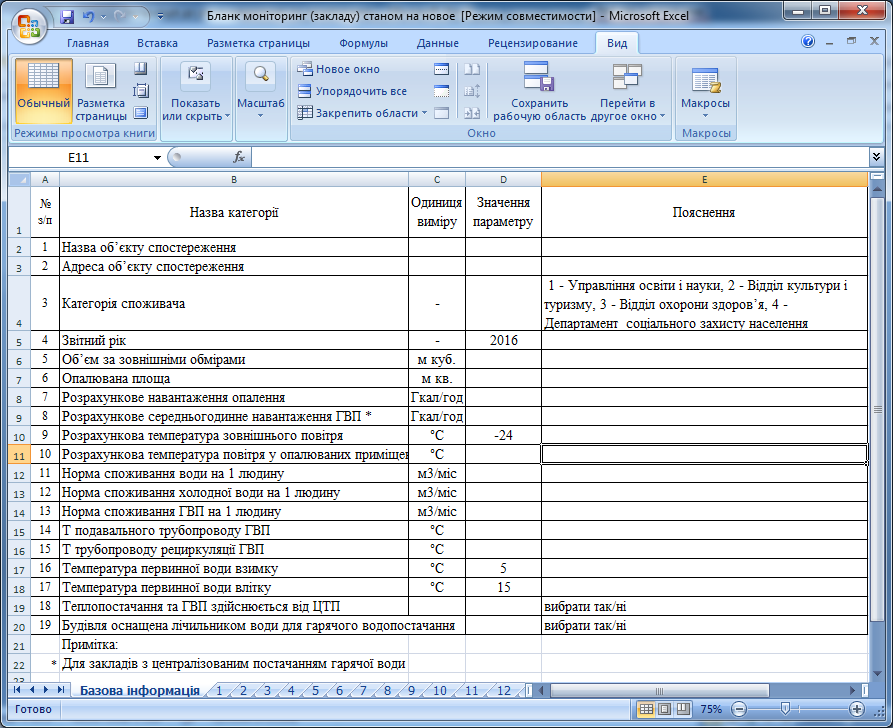 Бланк моніторинг (закладу) станом на новое  [Режим совместимости] - Microsoft Excel
Главная Вставка Разметка страницы Формулы Данные Рецензирование Вид
Обычный Разметка страницы
Режимы просмотра книги
Показать или скрыть
Масштаб
Новое окно
Упорядочить все
Закрепить области
Сохранить рабочую область
Перейти в другое окно
Окно
Макросы
Макросы
E11 fx
A B C D E
1 № з/п Назва категорії Одиниця виміру Значення параметру Пояснення
2 1 Назва об’єкту спостереження
3 2 Адреса об’єкту спостереження
4 3 Категорія споживача - 1 - Управління освіти і науки, 2 - Відділ культури і туризму, 3 - Відділ охорони здоров’я, 4 - Департамент  соціального захисту населення
5 4 Звітний рік - 2016
6 5 Об’єм за зовнішніми обмірами м куб.
7 6 Опалювана площа м кв.
8 7 Розрахункове навантаження опалення Гкал/год
9 8 Розрахункове середньогодинне навантаження ГВП * Гкал/год
10 9 Розрахункова температура зовнішнього повітря °С -24
11 10 Розрахункова температура повітря у опалюваних приміщен °С
12 11 Норма споживання води на 1 людину м3/міс
13 12 Норма споживання холодної води на 1 людину м3/міс
14 13 Норма споживання ГВП на 1 людину м3/міс
15 14 Т подавального трубопроводу ГВП °С
16 15 Т трубопроводу рециркуляції ГВП °С
17 16 Температура первинної води взимку °С 5
18 17 Температура первинної води влітку °С 15
19 18 Теплопостачання та ГВП здійснюється від ЦТП вибрати так/ні
20 19 Будівля оснащена лічильником води для гарячого водопостачання вибрати так/ні
21 Примітка:
22 * Для закладів з централізованим постачанням гарячої води
23
Базова інформація 1 2 3 4 5 6 7 8 9 10 11 12
Готово 75%